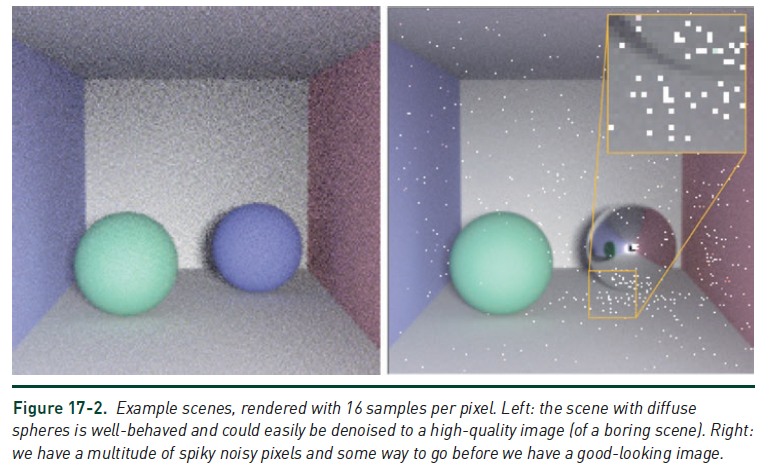 Figure 17-2. Example scenes, rendered with 16 samples per pixel. Left: the scene with diffuse
spheres is well-behaved and could easily be denoised to a high-quality image (of a boring scene). Right:
we have a multitude of spiky noisy pixels and some way to go before we have a good-looking image.